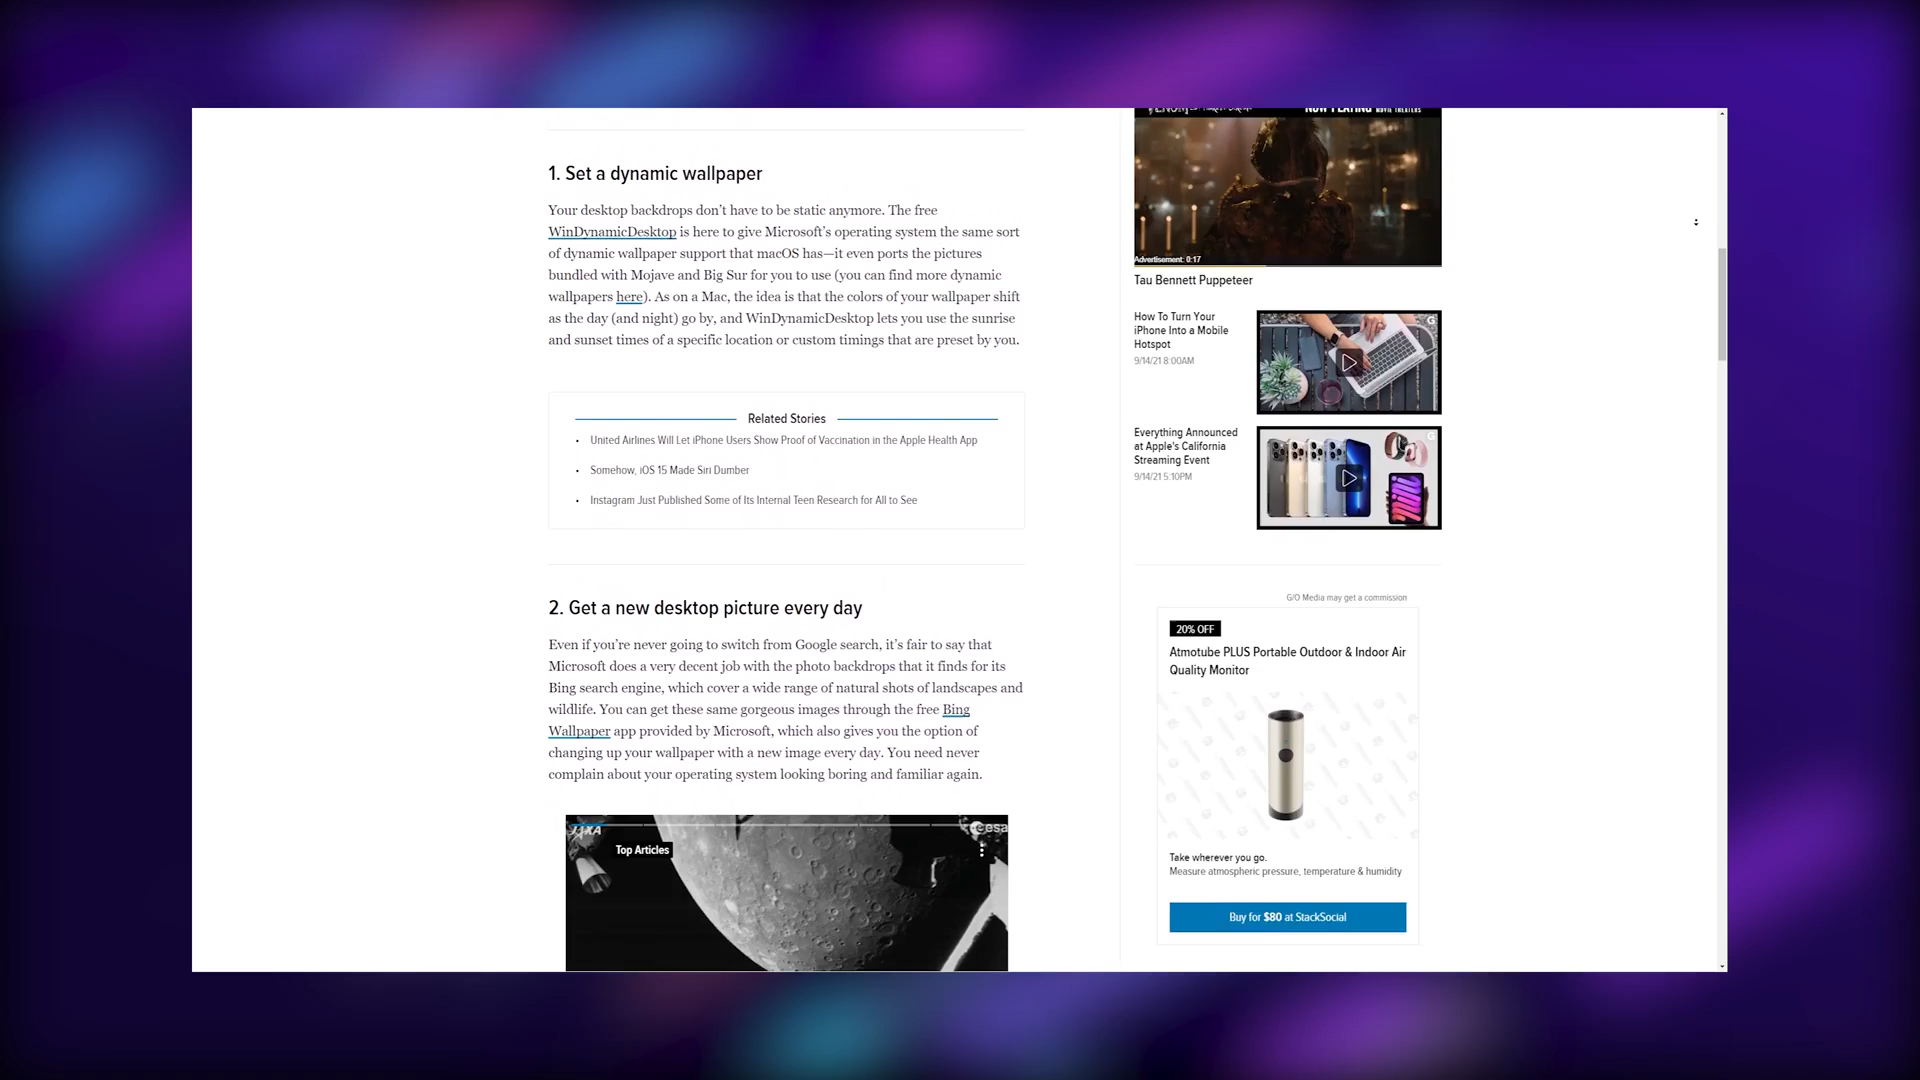 1. Set a dynamic wallpaper
Your desktop backdrops don’t have to be static anymore. The free
WinDynamicDesktop is here to give Microsoft’s operating system the same sort
of dynamic wallpaper support that macOS has—it even ports the pictures
bundled with Mojave and Big Sur for you to use (you can find more dynamic
wallpapers here). As on a Mac, the idea is that the colors of your wallpaper shift
as the day (and night) go by, and WinDynamicDesktop lets you use the sunrise
and sunset times of a specific location or custom timings that are preset by you.
Related Stories
• United Airlines Will Let iPhone Users Show Proof of Vaccination in the Apple Health App
• Somehow, iOS 15 Made Siri Dumber
• Instagram Just Published Some of Its Internal Teen Research for All to See
2. Get a new desktop picture every day
Even if you’re never going to switch from Google search, it’s fair to say that
Microsoft does a very decent job with the photo backdrops that it finds for its
Bing search engine, which cover a wide range of natural shots of landscapes and
wildlife. You can get these same gorgeous images through the free Bing
Wallpaper app provided by Microsoft, which also gives you the option of
changing up your wallpaper with a new image every day. You need never
complain about your operating system looking boring and familiar again.
JAXA
esa
Top Articles
NOW PLAYING MOVIE THEATERS
Advertisement: 0:17
Tau Bennett Puppeteer
How To Turn Your
iPhone Into a Mobile
Hotspot
9/14/21 8:00AM
G
Everything Announced
at Apple's California
Streaming Event
9/14/21 5:10PM
G
G/O Media may get a commission
20% OFF
Atmotube PLUS Portable Outdoor & Indoor Air
Quality Monitor
Take wherever you go.
Measure atmospheric pressure, temperature & humidity
Buy for $80 at StackSocial